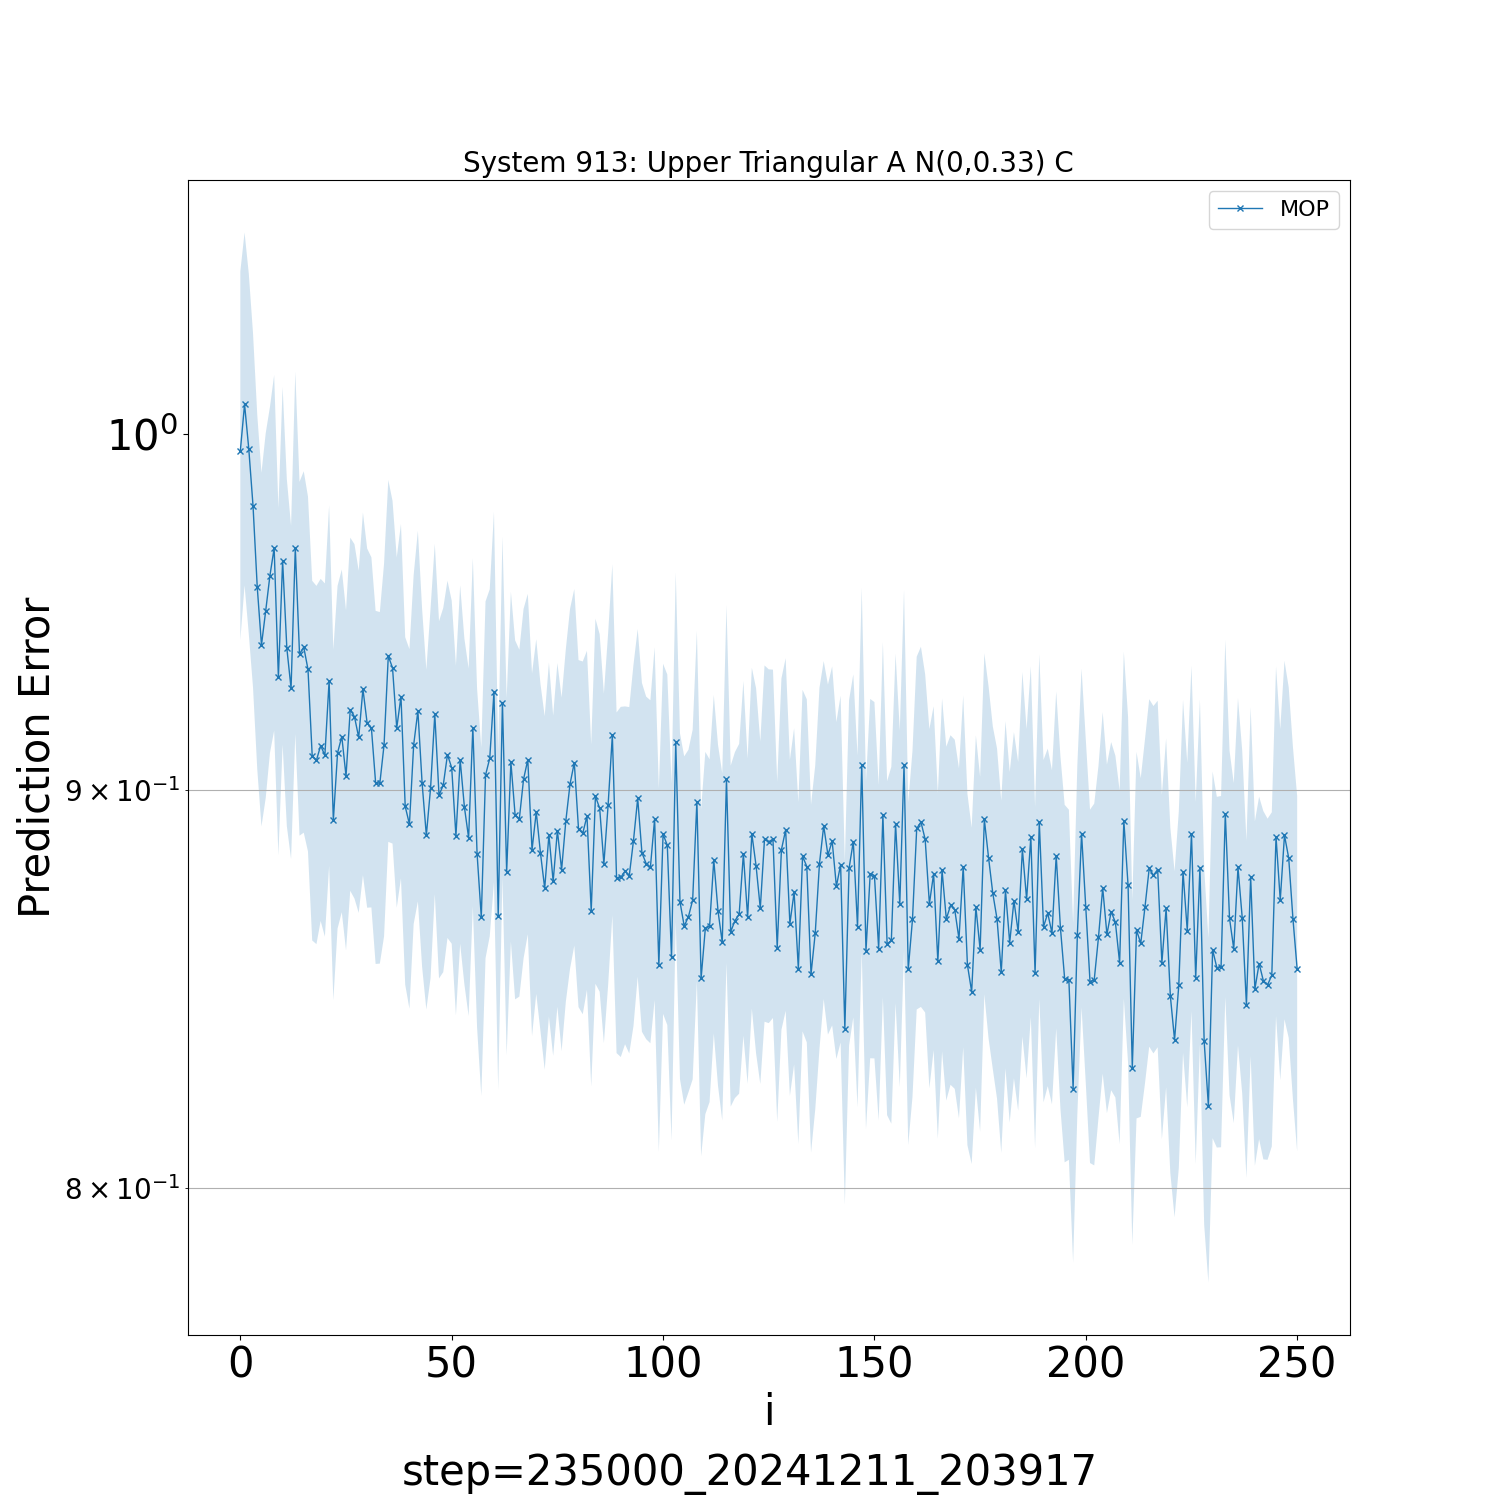 System 913: Upper Triangular A N(0,0.33) C
MOP
Prediction Error
10⁰
9 × 10⁻¹
8 × 10⁻¹
0 50 100 150 200 250
i
step=235000_20241211_203917